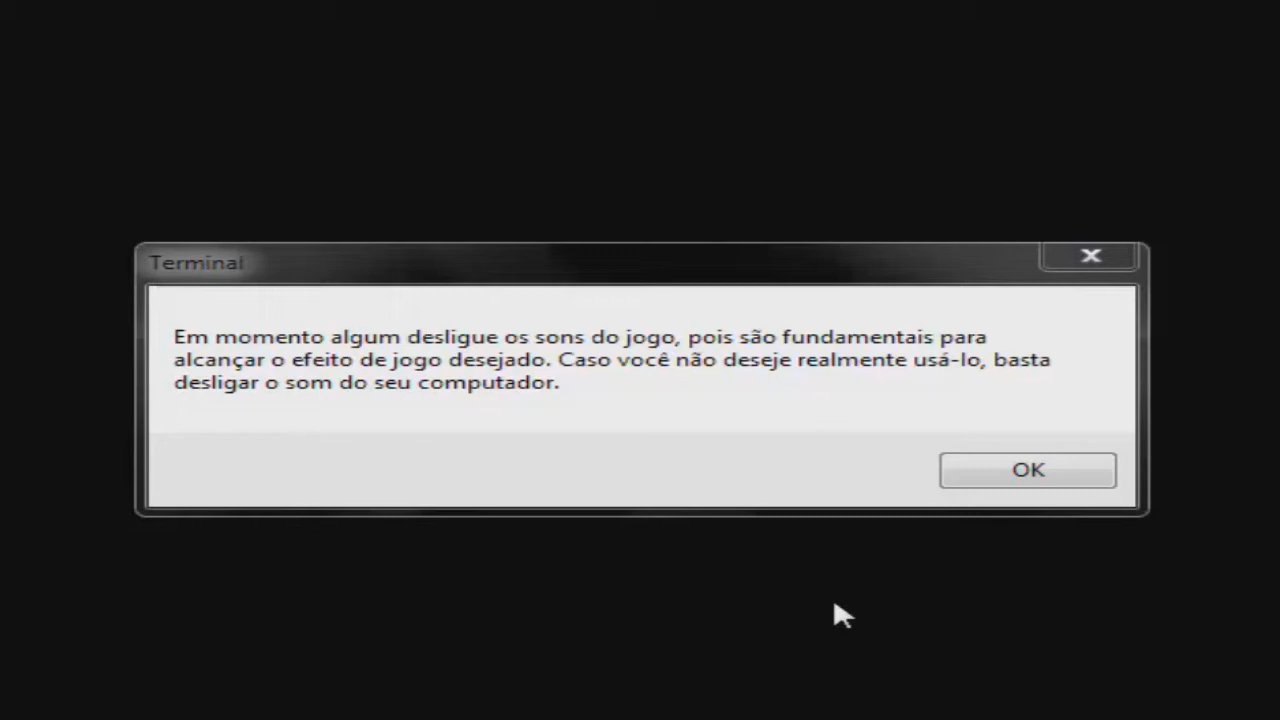 Terminal
Em momento algum desligue os sons do jogo, pois são fundamentais para
alcançar o efeito de jogo desejado. Caso você não deseje realmente usá-lo, basta
desligar o som do seu computador.
OK